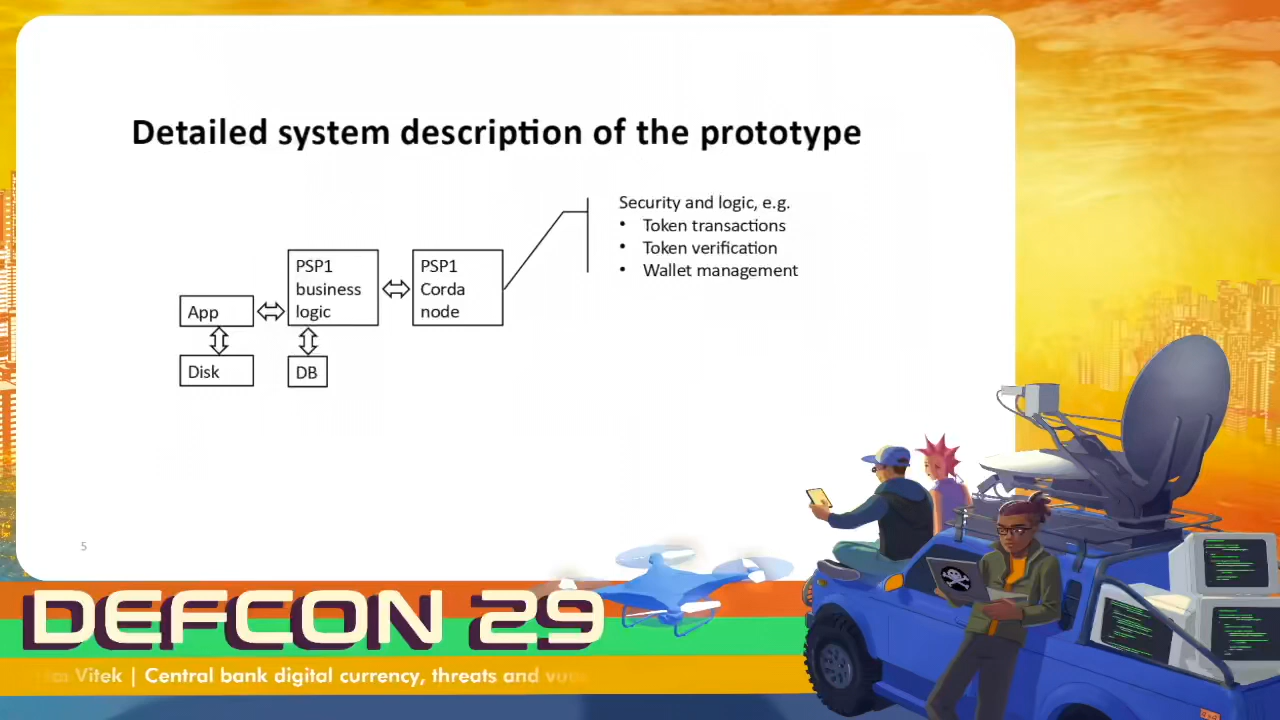 Detailed system description of the prototype
Security and logic, e.g.
• Token transactions
• Token verification
• Wallet management
PSP1
business
logic
PSP1
Corda
node
App
Disk
DB
5
DEFCON 29
Vitek | Central bank digital currency, threats and